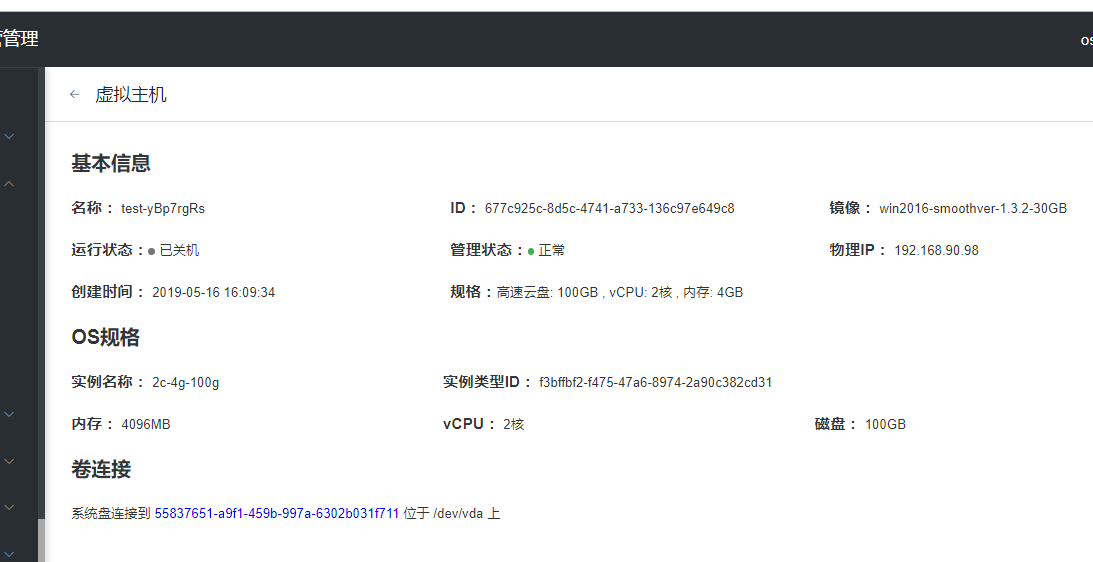 管理
os
← 虚拟主机
基本信息
名称： test-yBp7rgRs ID： 677c925c-8d5c-4741-a733-136c97e649c8 镜像： win2016-smoothver-1.3.2-30GB
运行状态：已关机 管理状态：正常 物理IP： 192.168.90.98
创建时间： 2019-05-16 16:09:34 规格：高速云盘: 100GB , vCPU: 2核 , 内存: 4GB
OS规格
实例名称： 2c-4g-100g 实例类型ID： f3bffbf2-f475-47a6-8974-2a90c382cd31
内存： 4096MB vCPU： 2核 磁盘： 100GB
卷连接
系统盘连接到 55837651-a9f1-459b-997a-6302b031f711 位于 /dev/vda 上